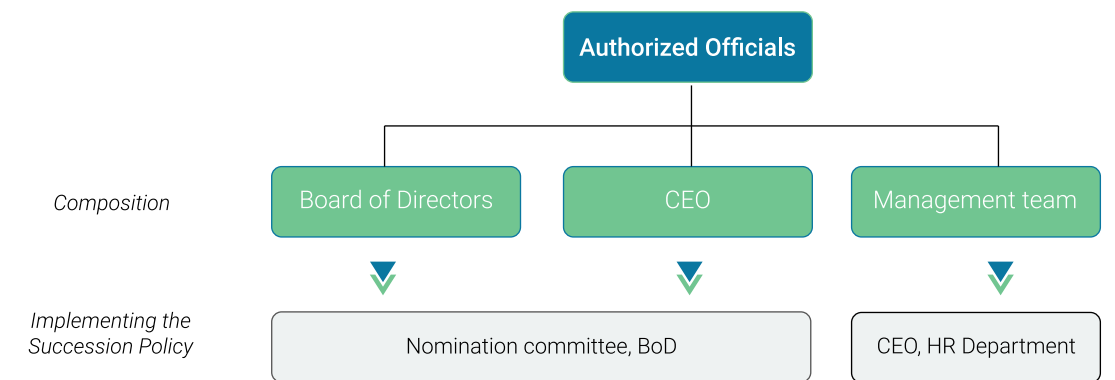 Authorized Officials
Composition
Board of Directors
CEO
Management team
Implementing the
Succession Policy
Nomination committee, BoD
CEO, HR Department